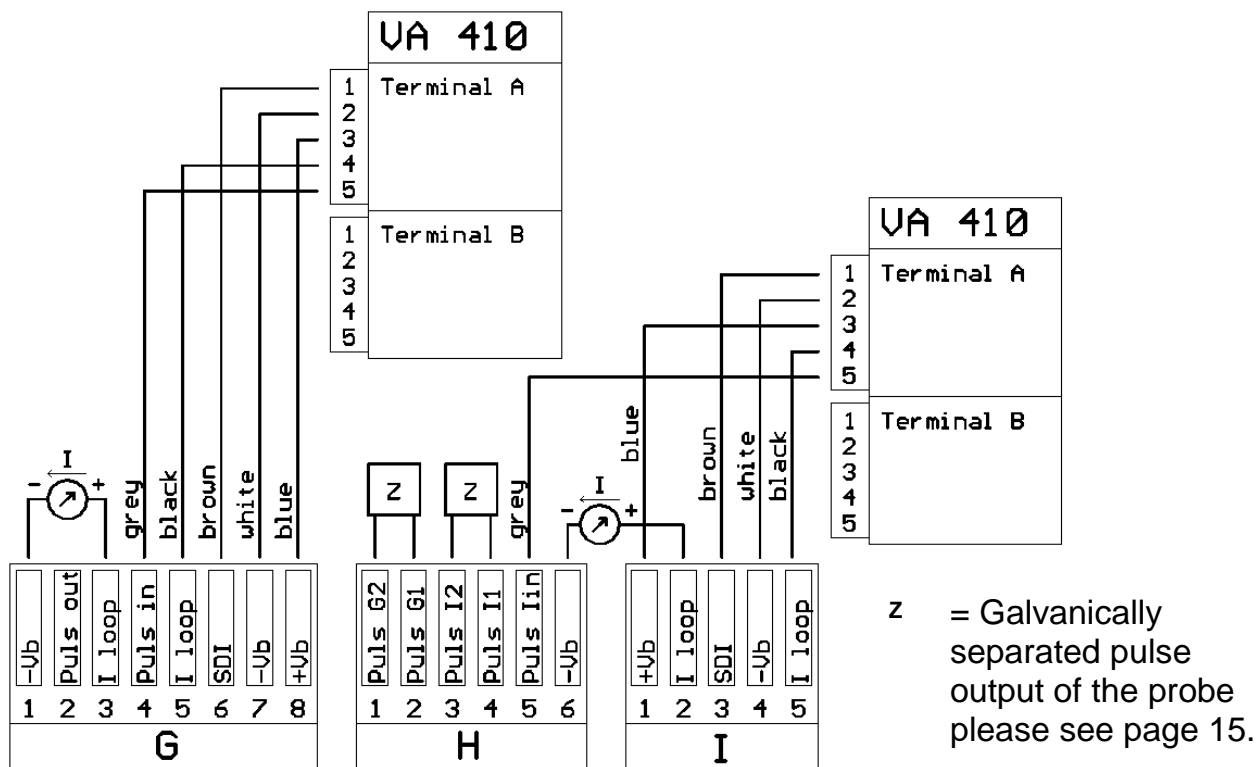 VA 410
1 Terminal A
2
3
4
5
1 Terminal B
2
3
4
5
VA 410
1 Terminal A
2
3
4
5
1 Terminal B
2
3
4
5
I
- +
grey
black
brown
white
blue
z
z
grey
I
- +
blue
brown
white
black
-Vb
Puls out
I loop
Puls in
I loop
SDI
-Vb
+Vb
1 2 3 4 5 6 7 8
G
Puls G2
Puls G1
Puls I2
Puls I1
Puls Iin
-Vb
1 2 3 4 5 6
H
+Vb
I loop
SDI
-Vb
I loop
1 2 3 4 5
I
z = Galvanically
separated pulse
output of the probe
please see page 15.